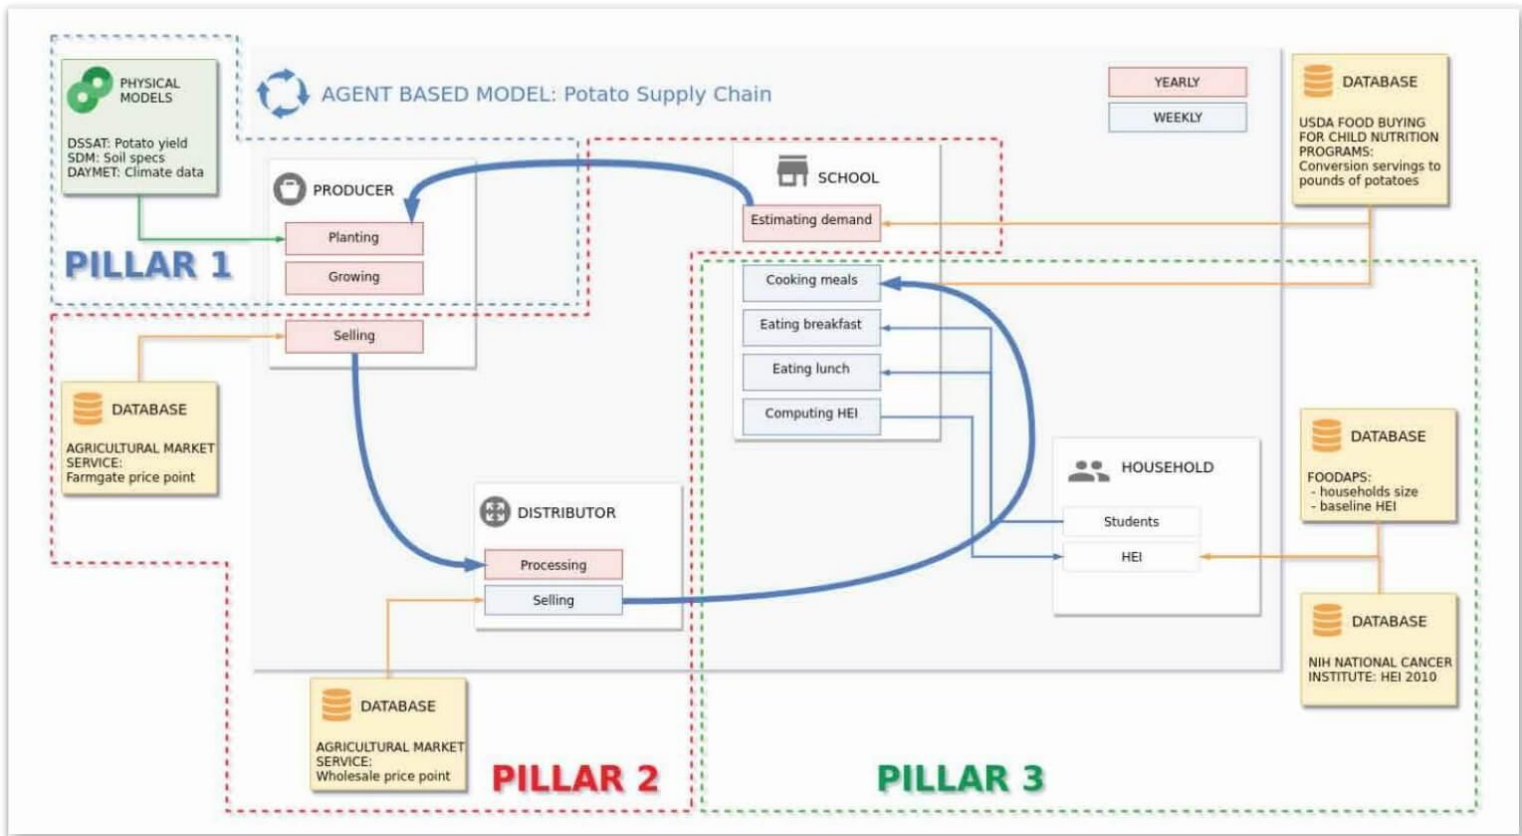 AGENT BASED MODEL: Potato Supply Chain
YEARLY
WEEKLY
PHYSICAL
MODELS
DSSAT: Potato yield
SDM: Soil specs
DAYMET: Climate data
PILLAR 1
PRODUCER
Planting
Growing
Selling
DATABASE
AGRICULTURAL MARKET
SERVICE:
Farmgate price point
DISTRIBUTOR
Processing
Selling
DATABASE
AGRICULTURAL MARKET
SERVICE:
Wholesale price point
PILLAR 2
SCHOOL
Estimating demand
Cooking meals
Eating breakfast
Eating lunch
Computing HEI
DATABASE
USDA FOOD BUYING
FOR CHILD NUTRITION
PROGRAMS:
Conversion servings to
pounds of potatoes
HOUSEHOLD
Students
HEI
DATABASE
FOODAPS:
- households size
- baseline HEI
DATABASE
NIH NATIONAL CANCER
INSTITUTE: HEI 2010
PILLAR 3